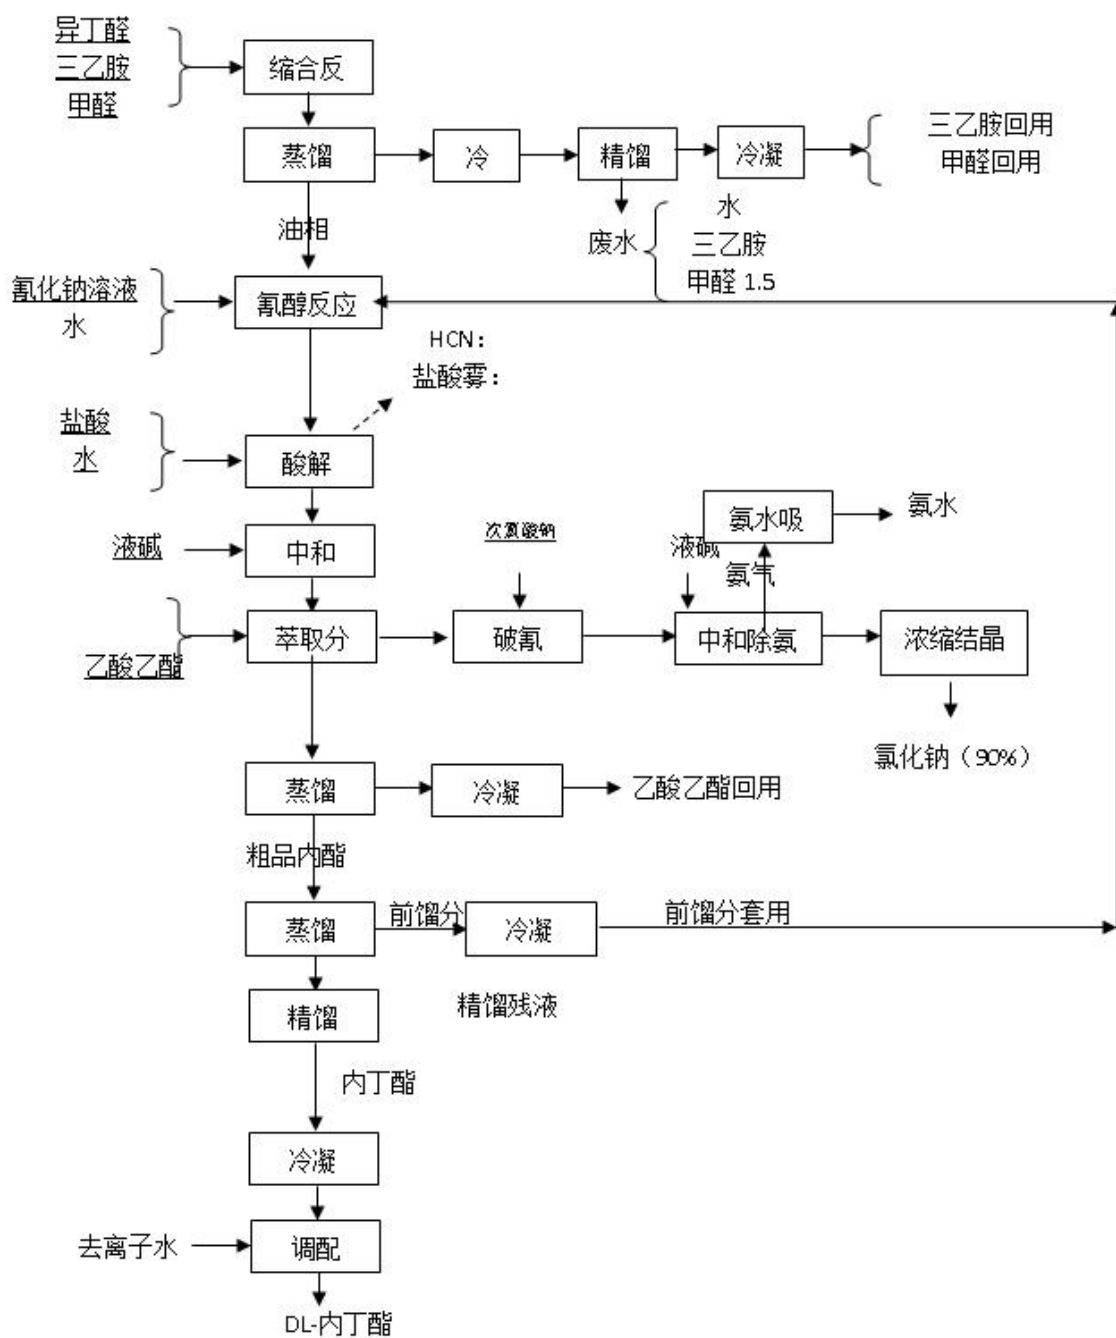 异丁醛
三乙胺
甲醛
缩合反
蒸馏
冷
精馏
冷凝
三乙胺回用
甲醛回用
油相
废水
水
三乙胺
甲醛 1.5
氰化钠溶液
水
氰醇反应
HCN：
盐酸雾：
盐酸
水
酸解
液碱
中和
次氯酸钠
液碱
氨气
氨水吸
氨水
乙酸乙酯
萃取分
破氰
中和除氨
浓缩结晶
氯化钠（90%）
蒸馏
冷凝
乙酸乙酯回用
粗品内酯
蒸馏
前馏分
冷凝
前馏分套用
精馏
精馏残液
内丁酯
冷凝
去离子水
调配
DL-内丁酯